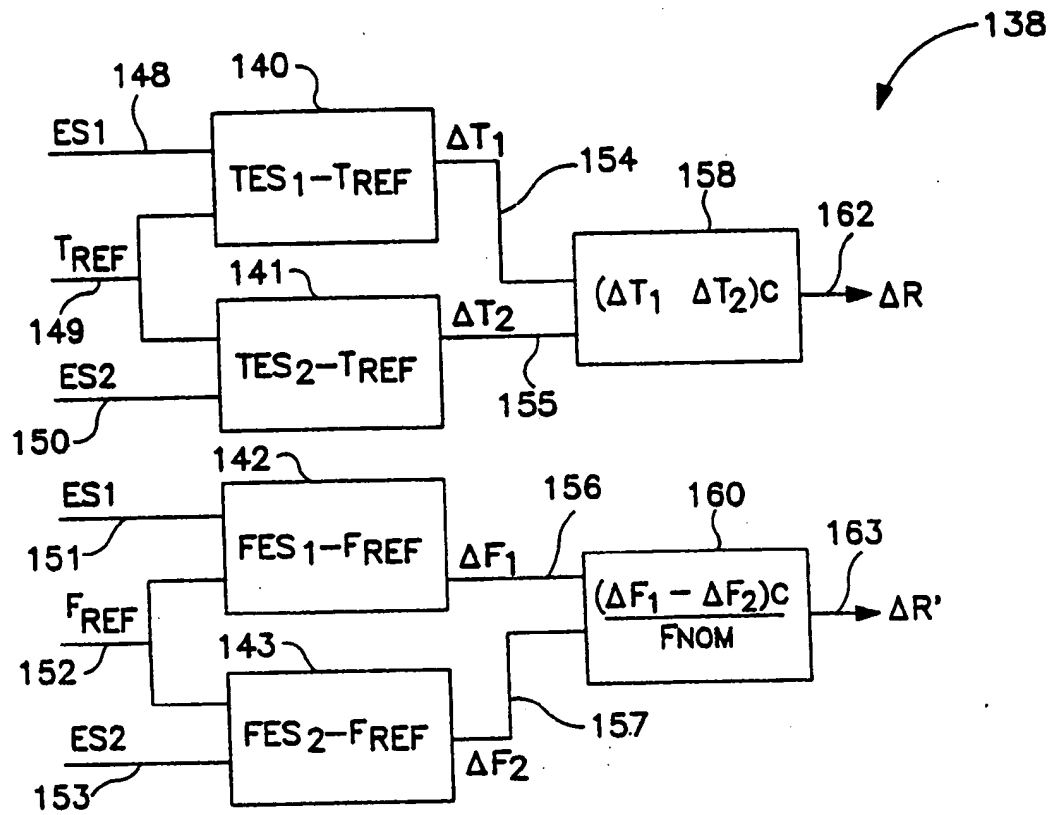 138
148
140
ES1
ΔT1
154
TES1-TREF
158
162
TREF
149
141
ΔT2
(ΔT1 ΔT2)C
ΔR
TES2-TREF
ES2
155
150
142
ES1
156
160
151
FES1-FREF
ΔF1
163
FREF
(ΔF1 - ΔF2)C
FNOM
ΔR'
152
143
FES2-FREF
157
ES2
ΔF2
153